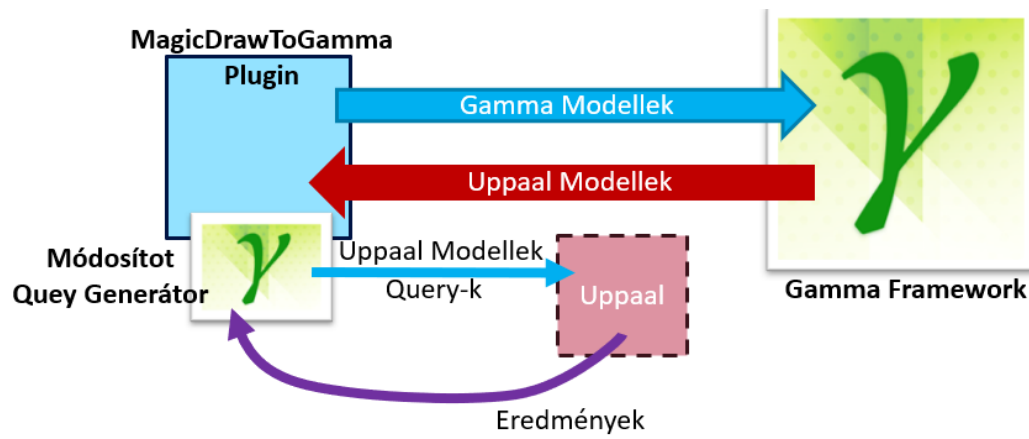 MagicDrawToGamma
Plugin
Gamma Modellek
Uppaal Modellek
Módosítot
Quey Generátor
Uppaal Modellek
Query-k
Uppaal
Gamma Framework
Eredmények